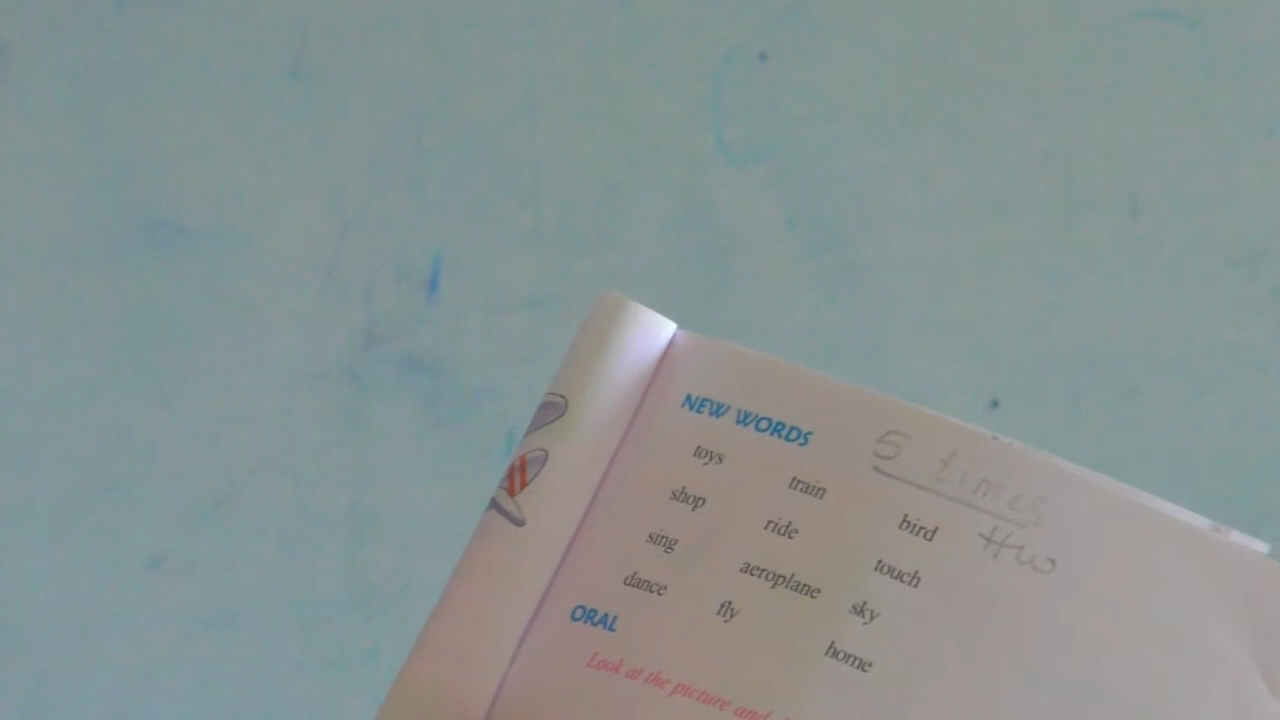 NEW WORDS
5 times
HW
toys train bird
shop ride touch
sing aeroplane sky
dance fly home
ORAL
Look at the picture and